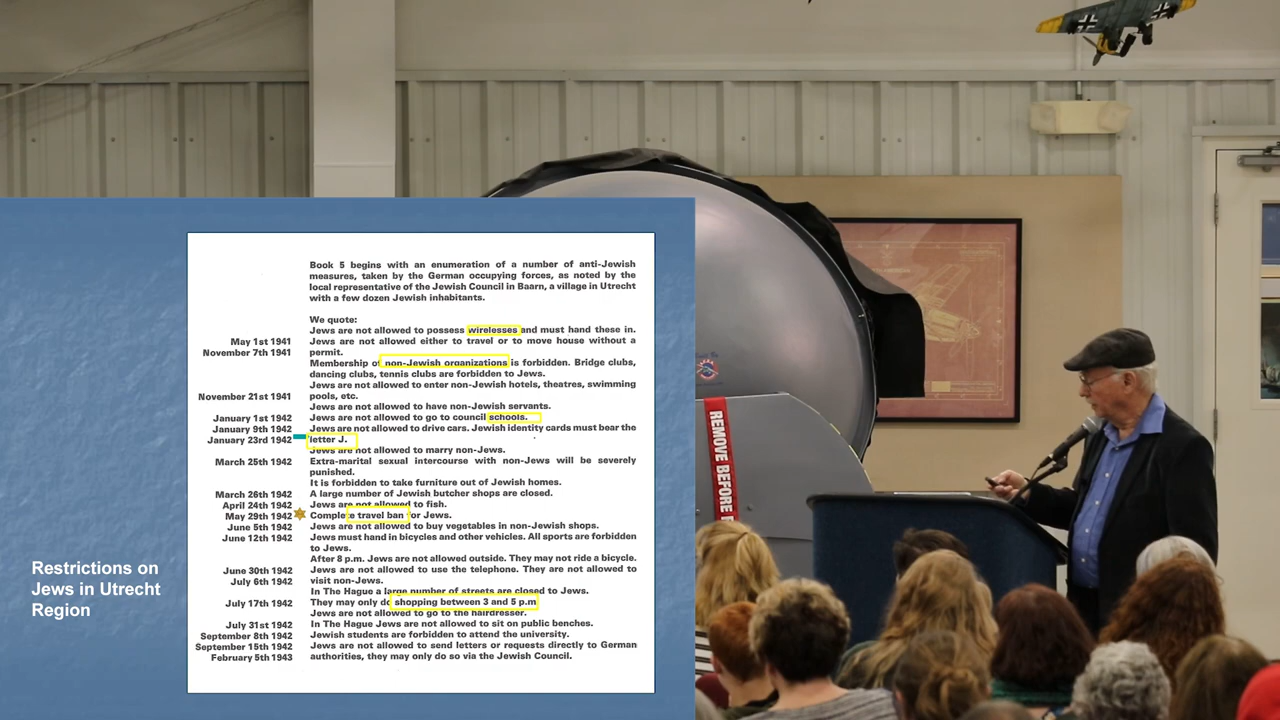 Book 5 begins with an enumeration of a number of anti-Jewish
measures, taken by the German occupying forces, as noted by the
local representative of the Jewish Council in Baarn, a village in Utrecht
with a few dozen Jewish inhabitants.
We quote:
Jews are not allowed to possess wirelesses and must hand these in.
May 1st 1941 Jews are not allowed either to travel or to move house without a
November 7th 1941 permit.
Membership of non-Jewish organizations is forbidden. Bridge clubs,
dancing clubs, tennis clubs are forbidden to Jews.
Jews are not allowed to enter non-Jewish hotels, theatres, swimming
November 21st 1941 pools, etc.
Jews are not allowed to have non-Jewish servants.
January 1st 1942 Jews are not allowed to go to council schools.
January 9th 1942 Jews are not allowed to drive cars. Jewish identity cards must bear the
January 23rd 1942 letter J.
Jews are not allowed to marry non-Jews.
March 25th 1942 Extra-marital sexual intercourse with non-Jews will be severely
punished.
It is forbidden to take furniture out of Jewish homes.
March 26th 1942 A large number of Jewish butcher shops are closed.
April 24th 1942 Jews are not allowed to fish.
May 29th 1942 Complete travel ban for Jews.
June 5th 1942 Jews are not allowed to buy vegetables in non-Jewish shops.
June 12th 1942 Jews must hand in bicycles and other vehicles. All sports are forbidden
to Jews.
After 8 p.m. Jews are not allowed outside. They may not ride a bicycle.
June 30th 1942 Jews are not allowed to use the telephone. They are not allowed to
July 6th 1942 visit non-Jews.
In The Hague a large number of streets are closed to Jews.
July 17th 1942 They may only do shopping between 3 and 5 p.m
Jews are not allowed to go to the hairdresser.
July 31st 1942 In The Hague Jews are not allowed to sit on public benches.
September 8th 1942 Jewish students are forbidden to attend the university.
September 15th 1942 Jews are not allowed to send letters or requests directly to German
February 5th 1943 authorities, they may only do so via the Jewish Council.
Restrictions on
Jews in Utrecht
Region
REMOVE BEFORE